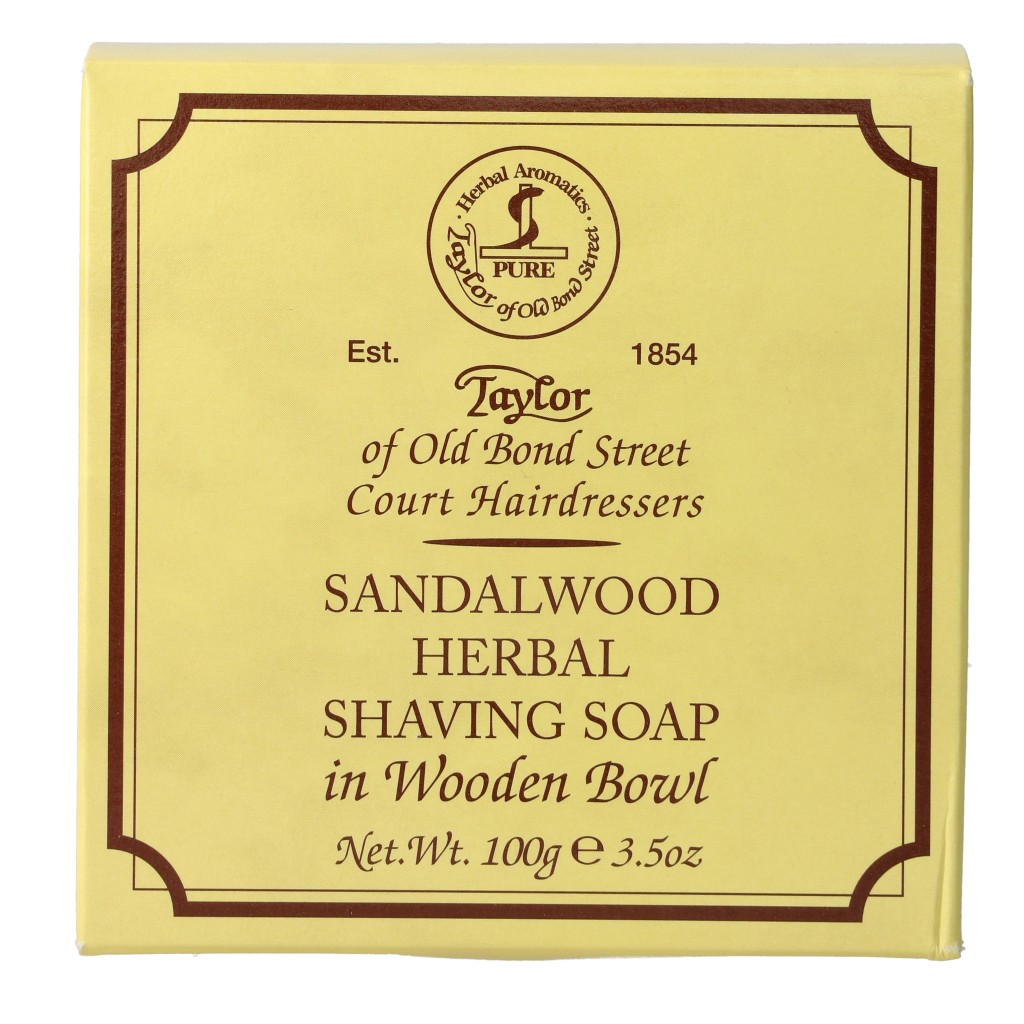 · Herbal Aromatics ·
PURE
Taylor of Old Bond Street
Est. 1854
Taylor
of Old Bond Street
Court Hairdressers
SANDALWOOD
HERBAL
SHAVING SOAP
in Wooden Bowl
Net.Wt. 100g ℮ 3.5oz